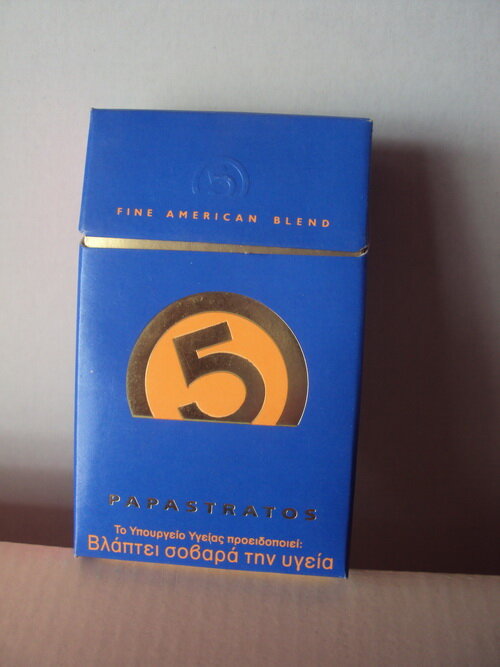 5
FINE AMERICAN BLEND
5
PAPASTRATOS
Το Υπουργείο Υγείας προειδοποιεί:
Βλάπτει σοβαρά την υγεία